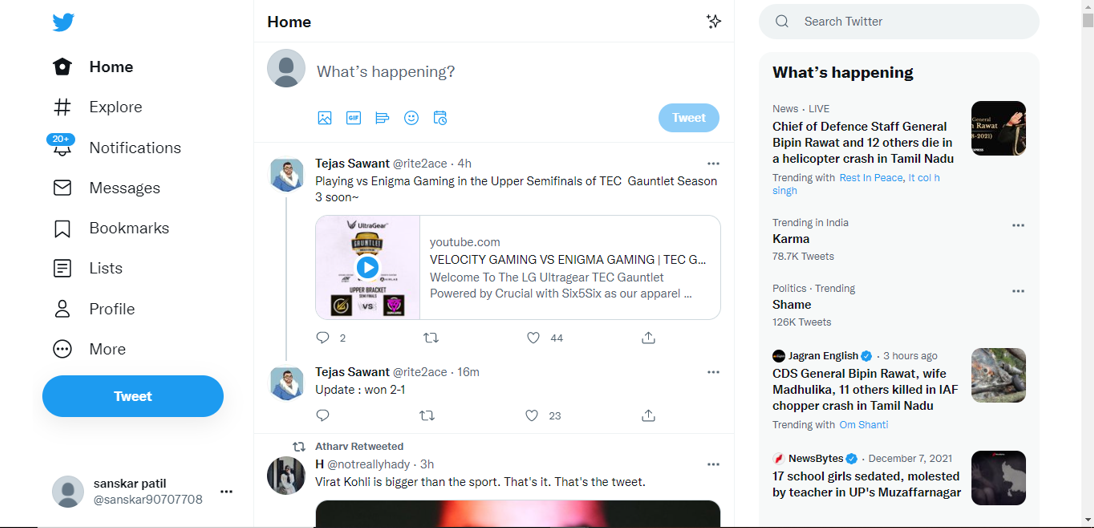 Home
Explore
20+
Notifications
Messages
Bookmarks
Lists
Profile
More
Tweet
sanskar patil
@sanskar90707708
Home
What's happening?
GIF
Tweet
Tejas Sawant @rite2ace · 4h
Playing vs Enigma Gaming in the Upper Semifinals of TEC Gauntlet Season
3 soon~
UltraGear
GAUNTLET
UPPER BRACKET
SEMI FINALS
VS
youtube.com
VELOCITY GAMING VS ENIGMA GAMING | TEC G...
Welcome To The LG Ultragear TEC Gauntlet
Powered by Crucial with Six5Six as our apparel ...
2
44
Tejas Sawant @rite2ace · 16m
Update : won 2-1
23
Atharv Retweeted
H @notreallyhady · 3h
Virat Kohli is bigger than the sport. That's it. That's the tweet.
Search Twitter
What's happening
News · LIVE
Chief of Defence Staff General
Bipin Rawat and 12 others die in
a helicopter crash in Tamil Nadu
Trending with Rest In Peace, lt col h
singh
Trending in India
Karma
78.7K Tweets
Politics · Trending
Shame
126K Tweets
Jagran English · 3 hours ago
CDS General Bipin Rawat, wife
Madhulika, 11 others killed in IAF
chopper crash in Tamil Nadu
Trending with Om Shanti
NewsBytes · December 7, 2021
17 school girls sedated, molested
by teacher in UP's Muzaffarnagar